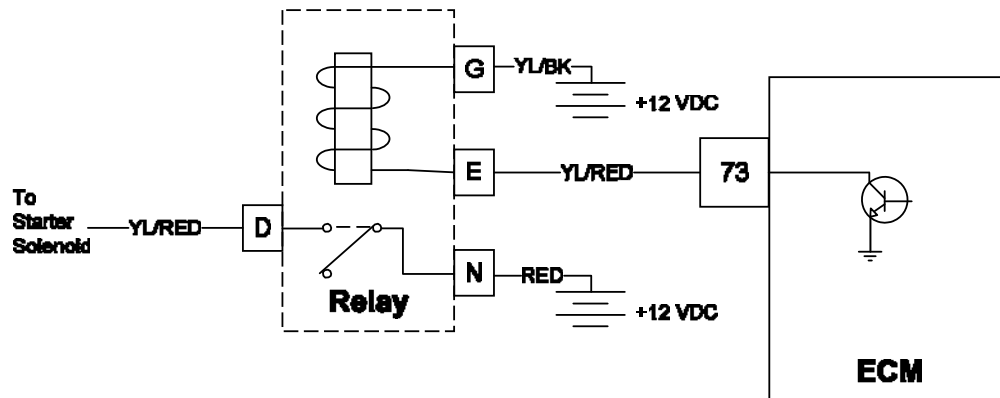 G
YL/BK
+12 VDC
E
YL/RED
73
To
Starter
Solenoid
YL/RED
D
N
RED
+12 VDC
Relay
ECM